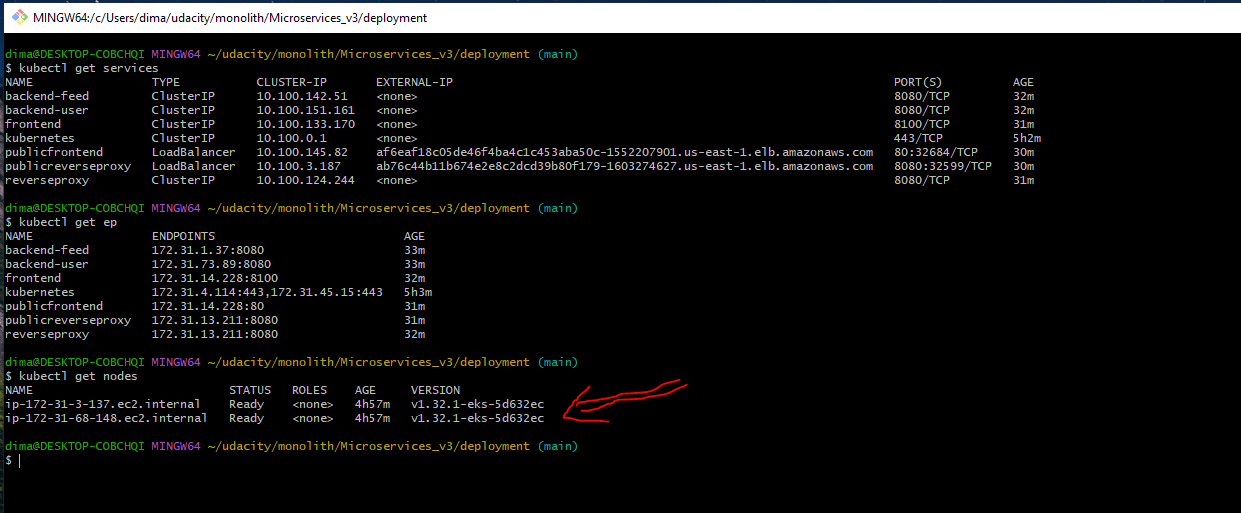 MINGW64:/c/Users/dima/udacity/monolith/Microservices_v3/deployment
dima@DESKTOP-COBCHQI MINGW64 ~/udacity/monolith/Microservices_v3/deployment (main)
$ kubectl get services
NAME TYPE CLUSTER-IP EXTERNAL-IP PORT(S) AGE
backend-feed ClusterIP 10.100.142.51 <none> 8080/TCP 32m
backend-user ClusterIP 10.100.151.161 <none> 8080/TCP 32m
frontend ClusterIP 10.100.133.170 <none> 8100/TCP 31m
kubernetes ClusterIP 10.100.0.1 <none> 443/TCP 5h2m
publicfrontend LoadBalancer 10.100.145.82 af6eaf18c05de46f4ba4c1c453aba50c-1552207901.us-east-1.elb.amazonaws.com 80:32684/TCP 30m
publicreverseproxy LoadBalancer 10.100.3.187 ab76c44b11b674e2e8c2dcd39b80f179-1603274627.us-east-1.elb.amazonaws.com 8080:32599/TCP 30m
reverseproxy ClusterIP 10.100.124.244 <none> 8080/TCP 31m
dima@DESKTOP-COBCHQI MINGW64 ~/udacity/monolith/Microservices_v3/deployment (main)
$ kubectl get ep
NAME ENDPOINTS AGE
backend-feed 172.31.1.37:8080 33m
backend-user 172.31.73.89:8080 33m
frontend 172.31.14.228:8100 32m
kubernetes 172.31.4.114:443,172.31.45.15:443 5h3m
publicfrontend 172.31.14.228:80 31m
publicreverseproxy 172.31.13.211:8080 31m
reverseproxy 172.31.13.211:8080 32m
dima@DESKTOP-COBCHQI MINGW64 ~/udacity/monolith/Microservices_v3/deployment (main)
$ kubectl get nodes
NAME STATUS ROLES AGE VERSION
ip-172-31-3-137.ec2.internal Ready <none> 4h57m v1.32.1-eks-5d632ec
ip-172-31-68-148.ec2.internal Ready <none> 4h57m v1.32.1-eks-5d632ec
dima@DESKTOP-COBCHQI MINGW64 ~/udacity/monolith/Microservices_v3/deployment (main)
$